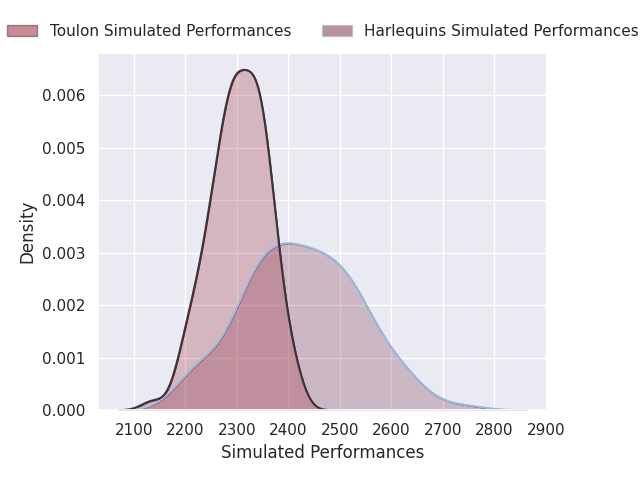 Toulon Simulated Performances
Harlequins Simulated Performances
0.006
0.005
0.004
0.003
0.002
0.001
0.000
Density
2100 2200 2300 2400 2500 2600 2700 2800 2900
Simulated Performances